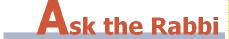 Ask the Rabbi